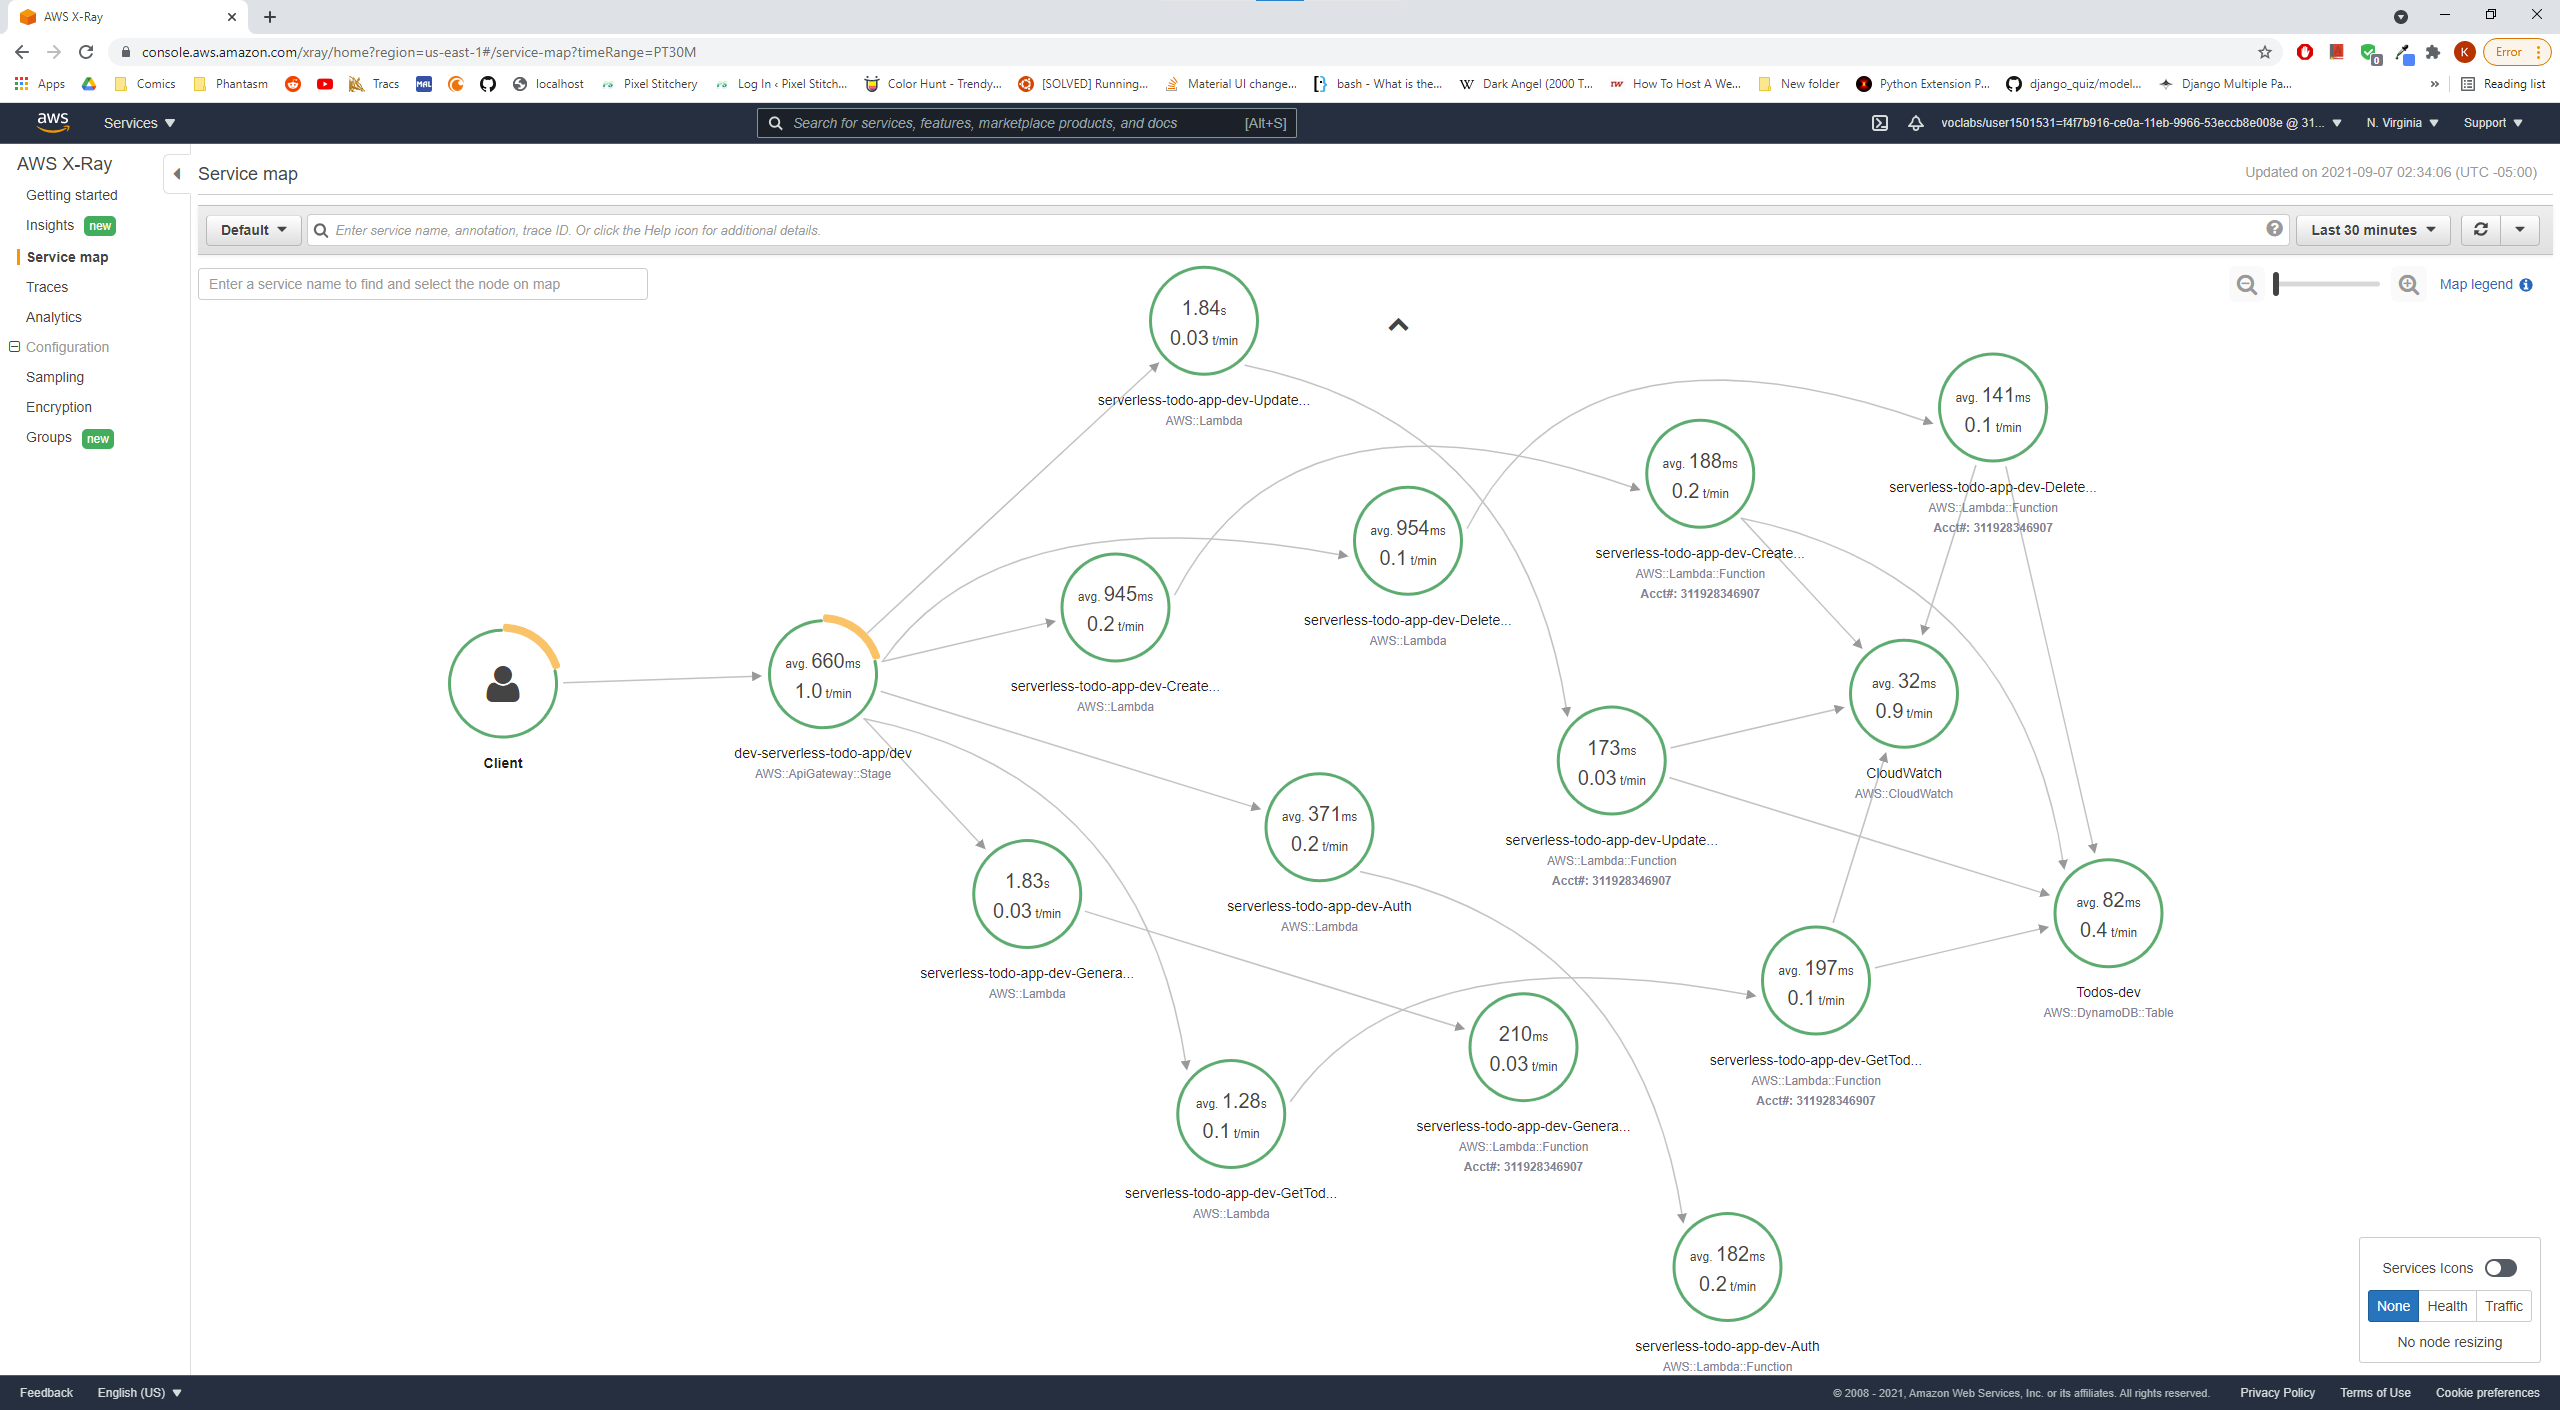 AWS X-Ray
console.aws.amazon.com/xray/home?region=us-east-1#/service-map?timeRange=PT30M
K
Error
Apps
Comics
Phantasm
Tracs
MAL
localhost
Pixel Stitchery
Log In ‹ Pixel Stitch...
Color Hunt - Trendy...
[SOLVED] Running...
Material UI change...
bash - What is the...
W Dark Angel (2000 T...
How To Host A We...
New folder
Python Extension P...
django_quiz/model...
Django Multiple Pa...
»
Reading list
aws
Services
Search for services, features, marketplace products, and docs [Alt+S]
voclabs/user1501531=f4f7b916-ce0a-11eb-9966-53eccb8e008e @ 31...
N. Virginia
Support
AWS X-Ray
Getting started
Insights new
Service map
Traces
Analytics
Configuration
Sampling
Encryption
Groups new
Service map
Updated on 2021-09-07 02:34:06 (UTC -05:00)
Default
Enter service name, annotation, trace ID. Or click the Help icon for additional details.
Last 30 minutes
Enter a service name to find and select the node on map
Map legend
1.84s
0.03 t/min
serverless-todo-app-dev-Update...
AWS::Lambda
avg. 141ms
0.1 t/min
serverless-todo-app-dev-Delete...
AWS::Lambda::Function
Acct#: 311928346907
avg. 188ms
0.2 t/min
serverless-todo-app-dev-Create...
AWS::Lambda::Function
Acct#: 311928346907
avg. 954ms
0.1 t/min
serverless-todo-app-dev-Delete...
AWS::Lambda
avg. 945ms
0.2 t/min
serverless-todo-app-dev-Create...
AWS::Lambda
Client
avg. 660ms
1.0 t/min
dev-serverless-todo-app/dev
AWS::ApiGateway::Stage
avg. 32ms
0.9 t/min
CloudWatch
AWS::CloudWatch
173ms
0.03 t/min
serverless-todo-app-dev-Update...
AWS::Lambda::Function
Acct#: 311928346907
avg. 371ms
0.2 t/min
serverless-todo-app-dev-Auth
AWS::Lambda
1.83s
0.03 t/min
serverless-todo-app-dev-Genera...
AWS::Lambda
avg. 82ms
0.4 t/min
Todos-dev
AWS::DynamoDB::Table
avg. 197ms
0.1 t/min
serverless-todo-app-dev-GetTod...
AWS::Lambda::Function
Acct#: 311928346907
210ms
0.03 t/min
serverless-todo-app-dev-Genera...
AWS::Lambda::Function
Acct#: 311928346907
avg. 1.28s
0.1 t/min
serverless-todo-app-dev-GetTod...
AWS::Lambda
avg. 182ms
0.2 t/min
serverless-todo-app-dev-Auth
AWS::Lambda::Function
Services Icons
None Health Traffic
No node resizing
Feedback
English (US)
© 2008 - 2021, Amazon Web Services, Inc. or its affiliates. All rights reserved.
Privacy Policy
Terms of Use
Cookie preferences